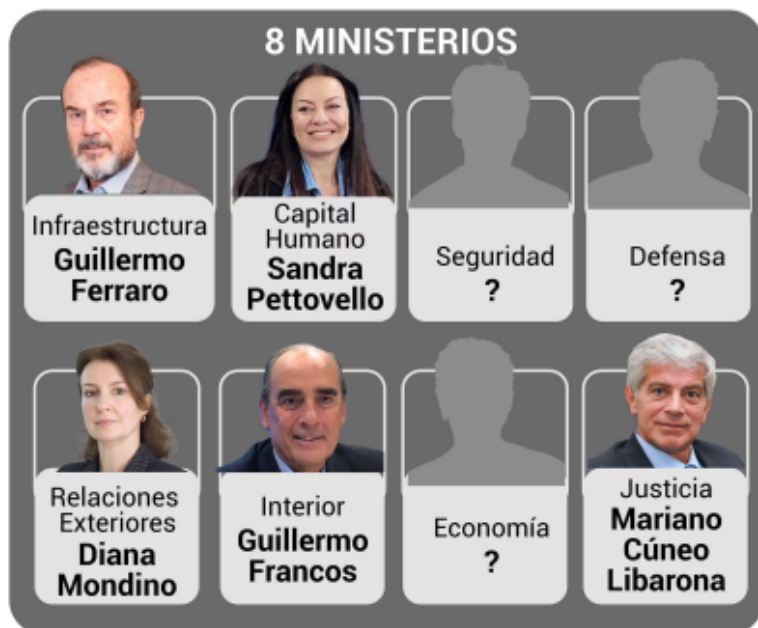 8 MINISTERIOS
Infraestructura
Guillermo
Ferraro
Capital
Humano
Sandra
Pettovello
Seguridad
?
Defensa
?
Relaciones
Exteriores
Diana
Mondino
Interior
Guillermo
Francos
Economía
?
Justicia
Mariano
Cúneo
Libarona